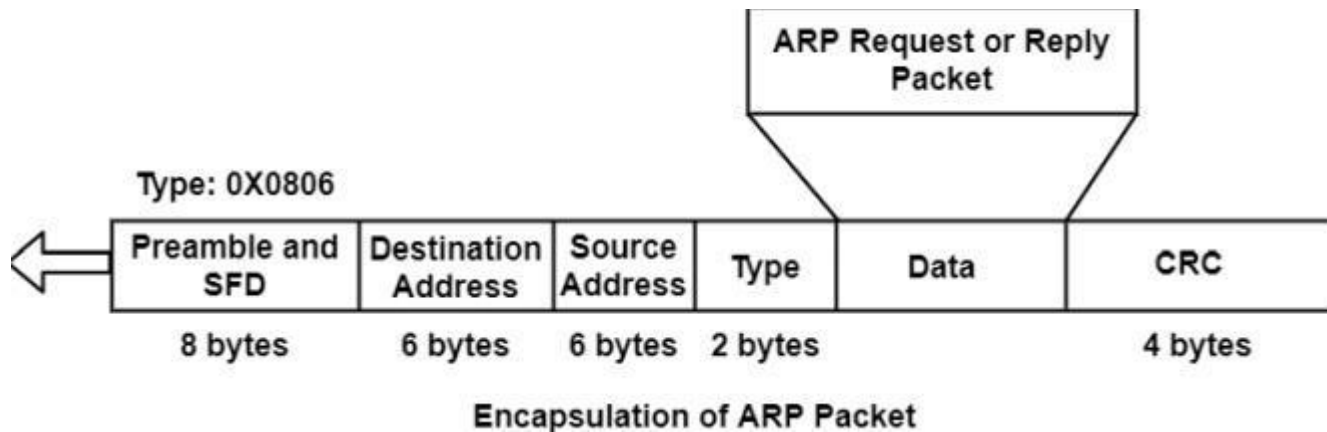 ARP Request or Reply
Packet
Type: 0X0806
Preamble and
SFD
Destination
Address
Source
Address
Type
Data
CRC
8 bytes
6 bytes
6 bytes
2 bytes
4 bytes
Encapsulation of ARP Packet